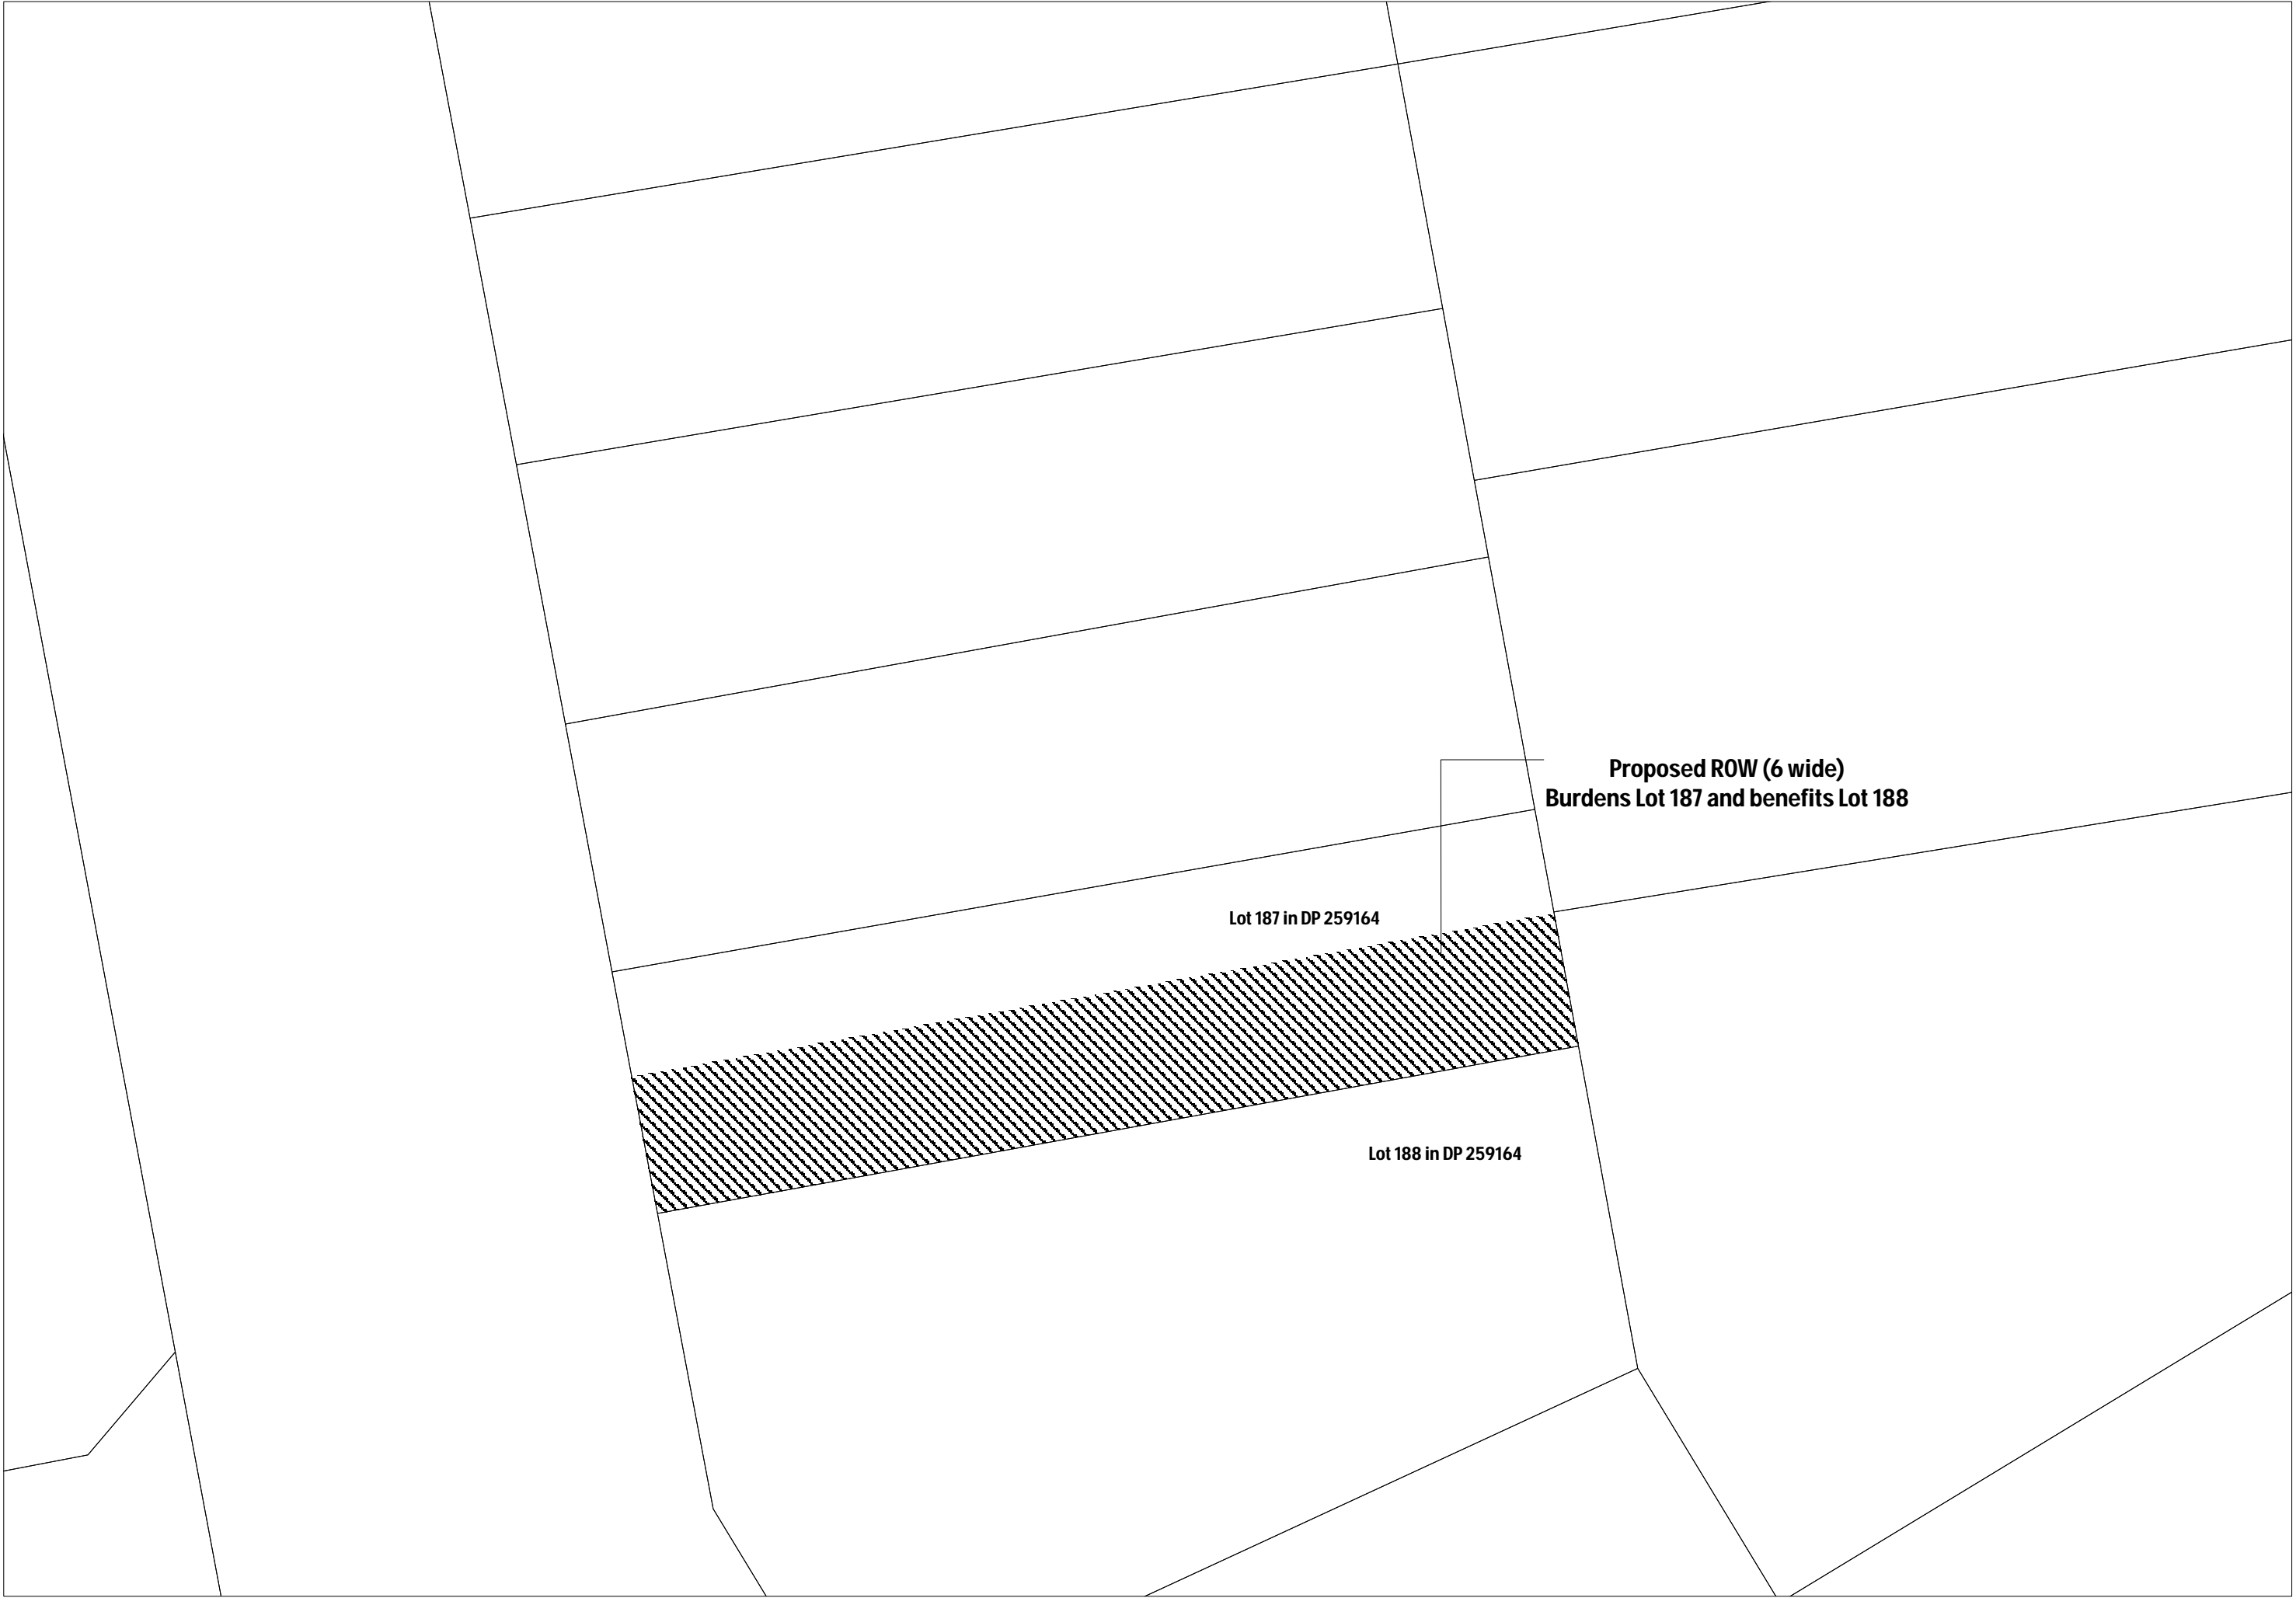 Proposed ROW (6 wide)
Burdens Lot 187 and benefits Lot 188
Lot 187 in DP 259164
Lot 188 in DP 259164